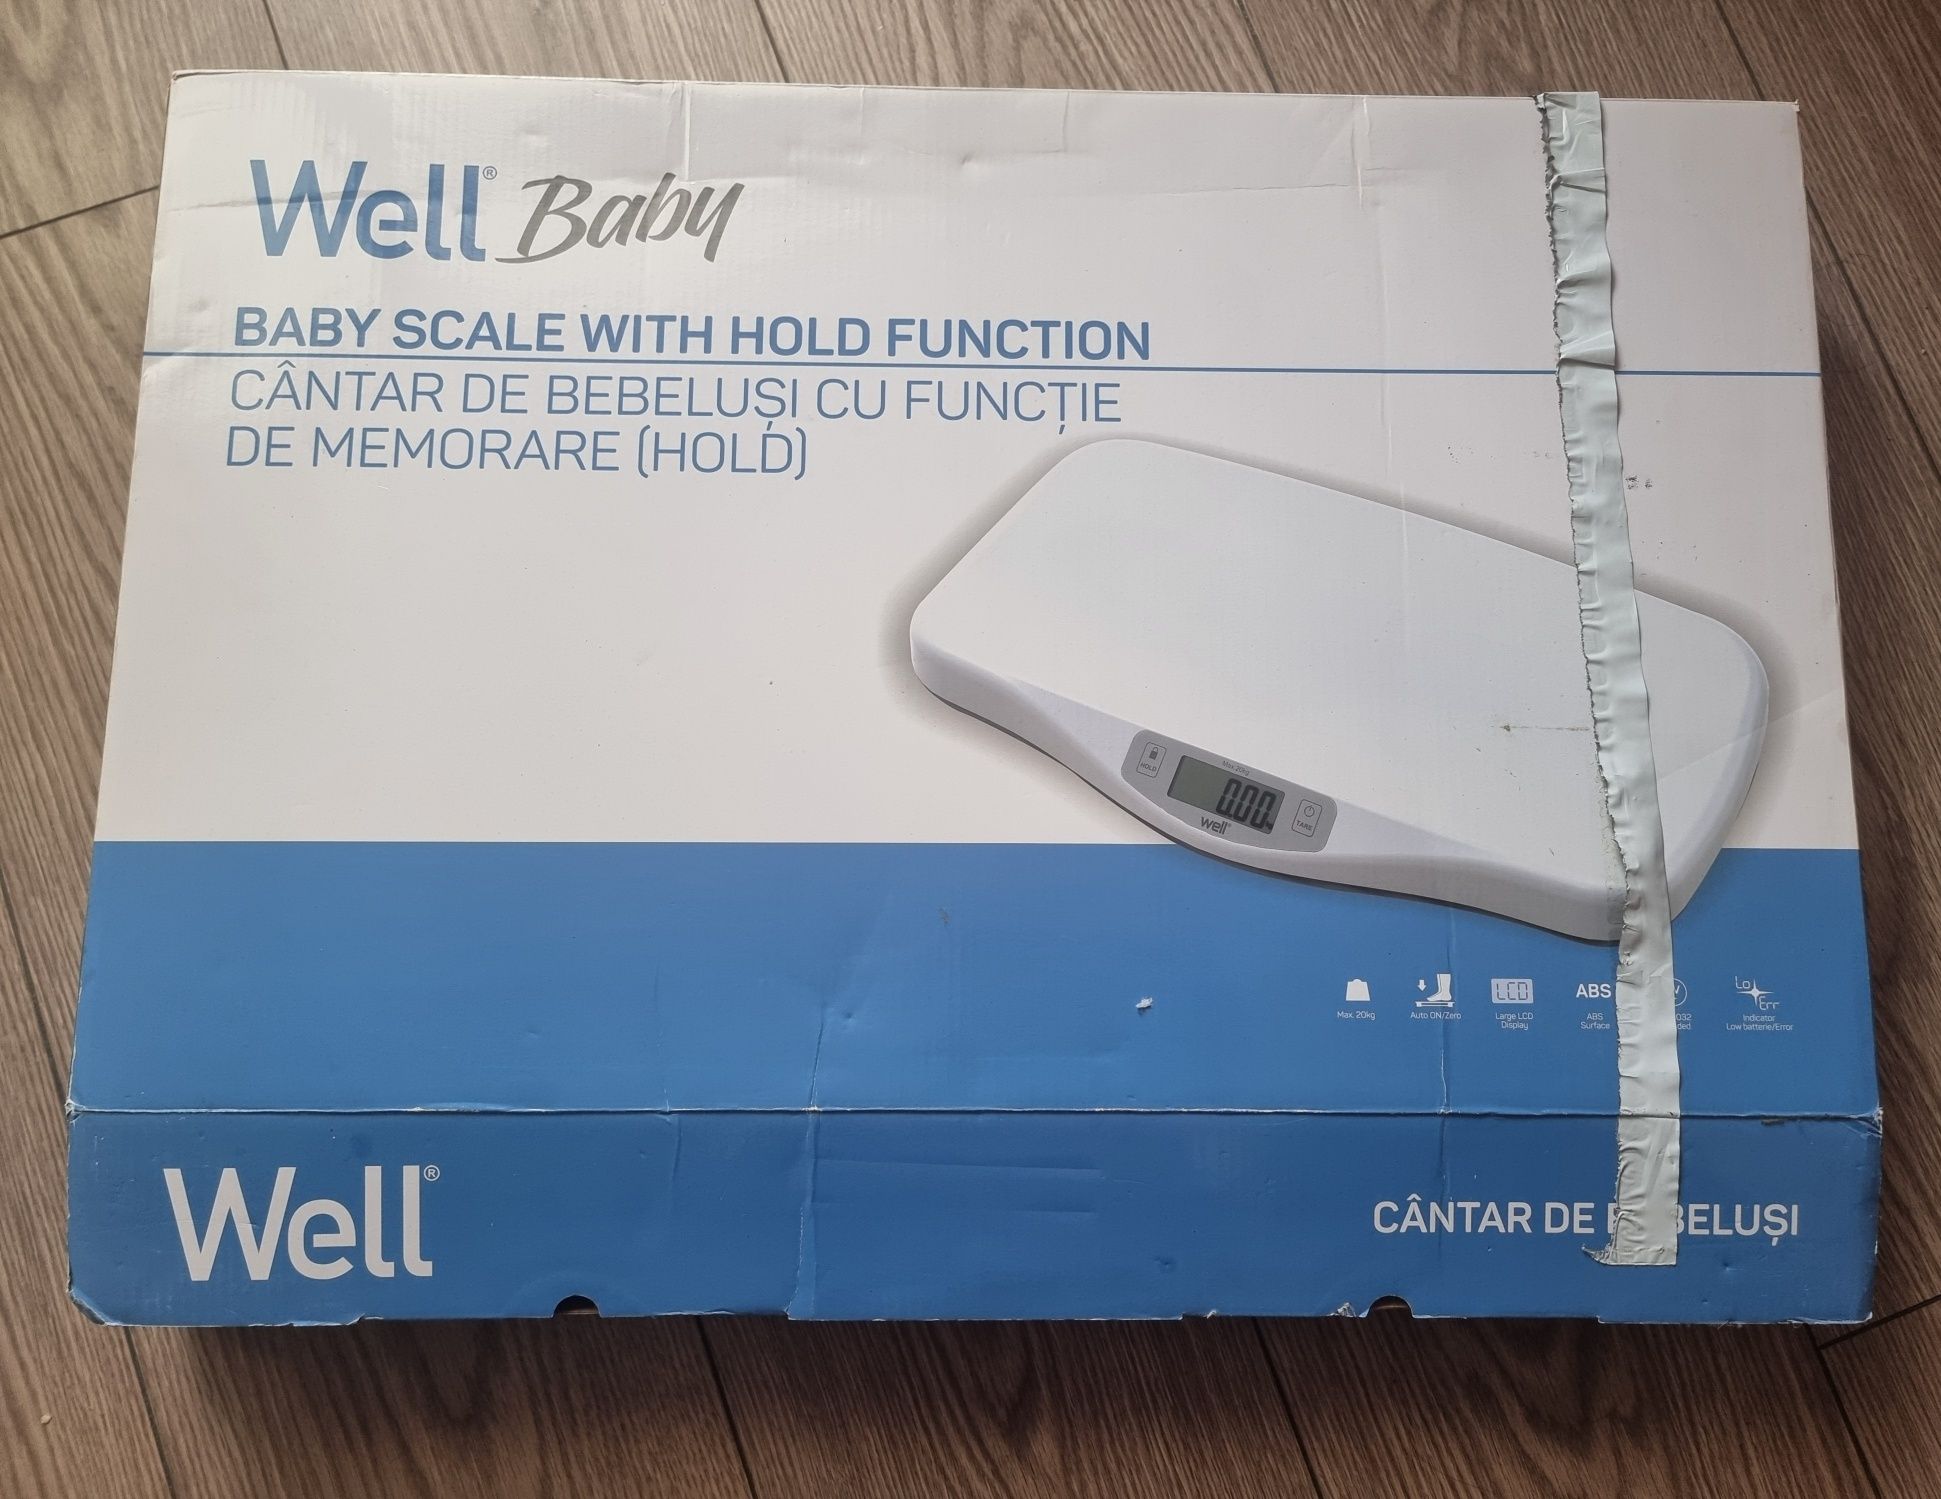 Well® Baby
BABY SCALE WITH HOLD FUNCTION
CÂNTAR DE BEBELUȘI CU FUNCȚIE
DE MEMORARE (HOLD)
Max 20kg
HOLD
0.00
TARE
well®
Max. 20kg
Auto ON/Zero
LCD
Large LCD
Display
ABS
ABS
Surface
032
ded
Lo
Err
Indicator
Low batterie/Error
Well®
CÂNTAR DE BELUȘI